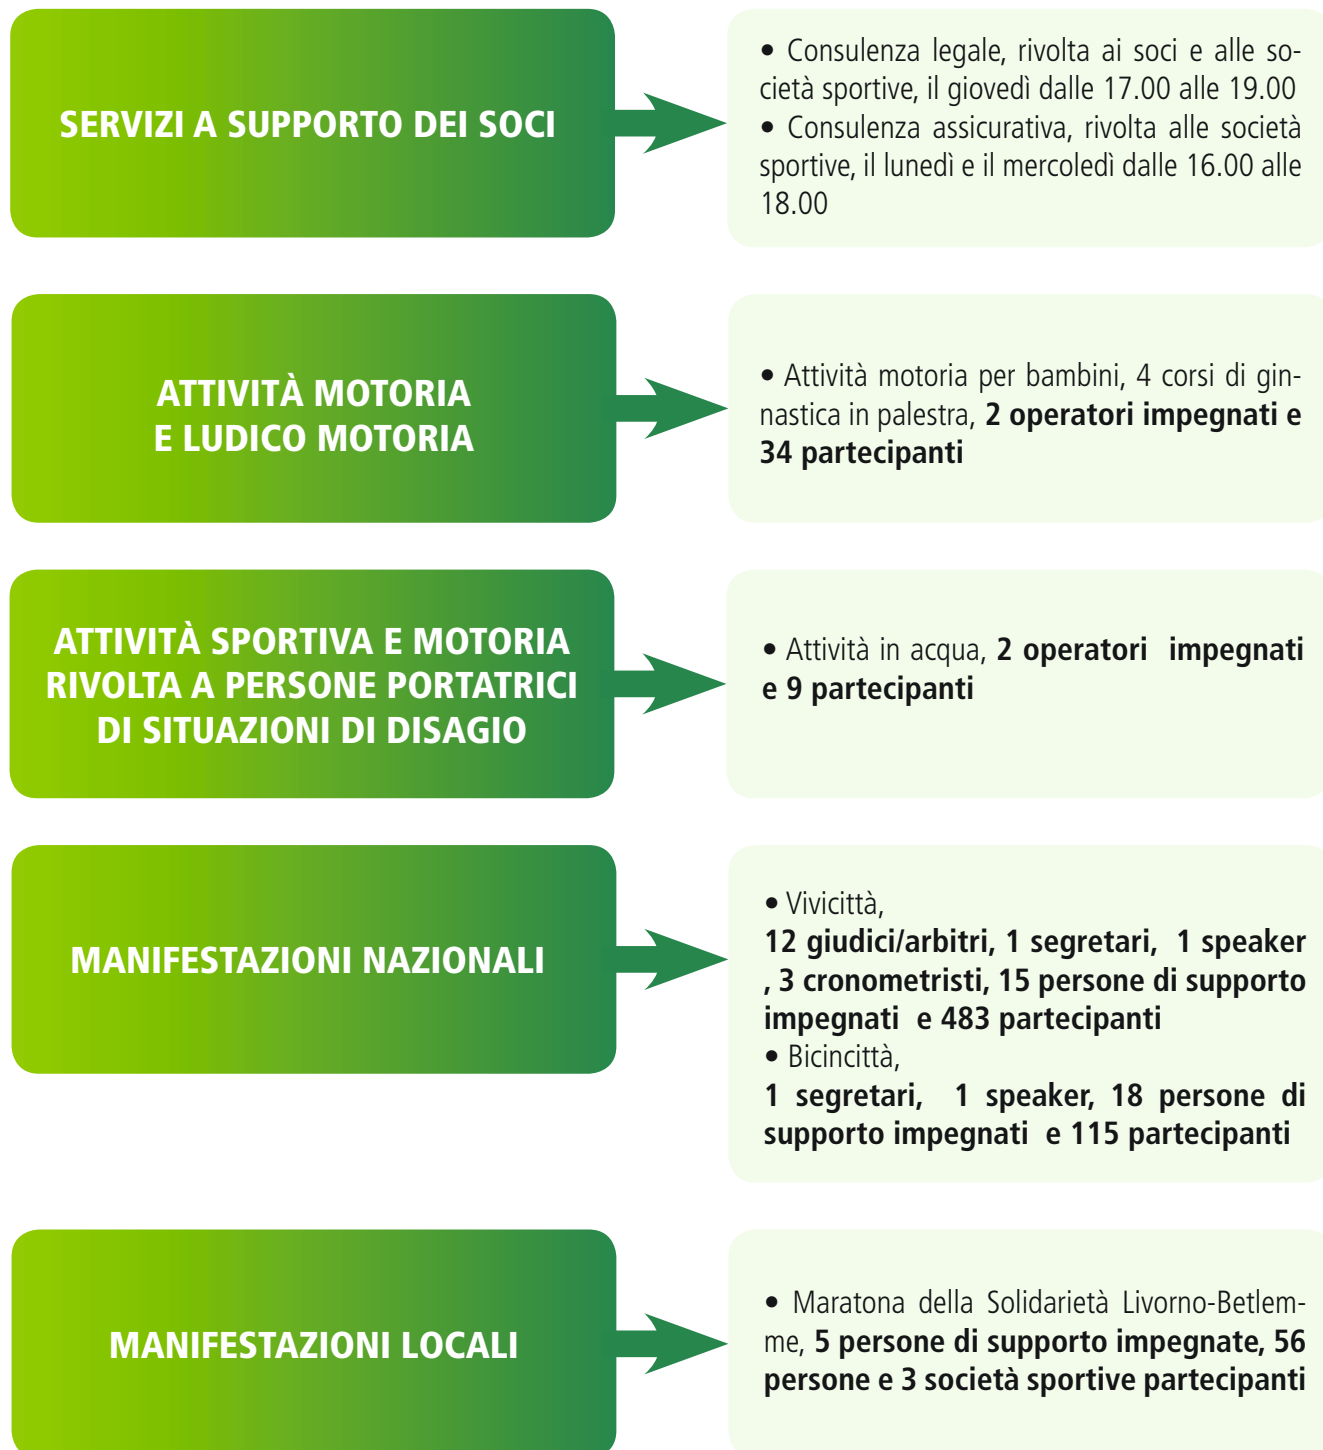 SERVIZI A SUPPORTO DEI SOCI
• Consulenza legale, rivolta ai soci e alle so-
cietà sportive, il giovedì dalle 17.00 alle 19.00
• Consulenza assicurativa, rivolta alle società
sportive, il lunedì e il mercoledì dalle 16.00 alle
18.00
ATTIVITÀ MOTORIA
E LUDICO MOTORIA
• Attività motoria per bambini, 4 corsi di gin-
nastica in palestra, 2 operatori impegnati e
34 partecipanti
ATTIVITÀ SPORTIVA E MOTORIA
RIVOLTA A PERSONE PORTATRICI
DI SITUAZIONI DI DISAGIO
• Attività in acqua, 2 operatori impegnati
e 9 partecipanti
MANIFESTAZIONI NAZIONALI
• Vivicittà,
12 giudici/arbitri, 1 segretari, 1 speaker
, 3 cronometristi, 15 persone di supporto
impegnati e 483 partecipanti
• Bicincittà,
1 segretari, 1 speaker, 18 persone di
supporto impegnati e 115 partecipanti
MANIFESTAZIONI LOCALI
• Maratona della Solidarietà Livorno-Betlem-
me, 5 persone di supporto impegnate, 56
persone e 3 società sportive partecipanti